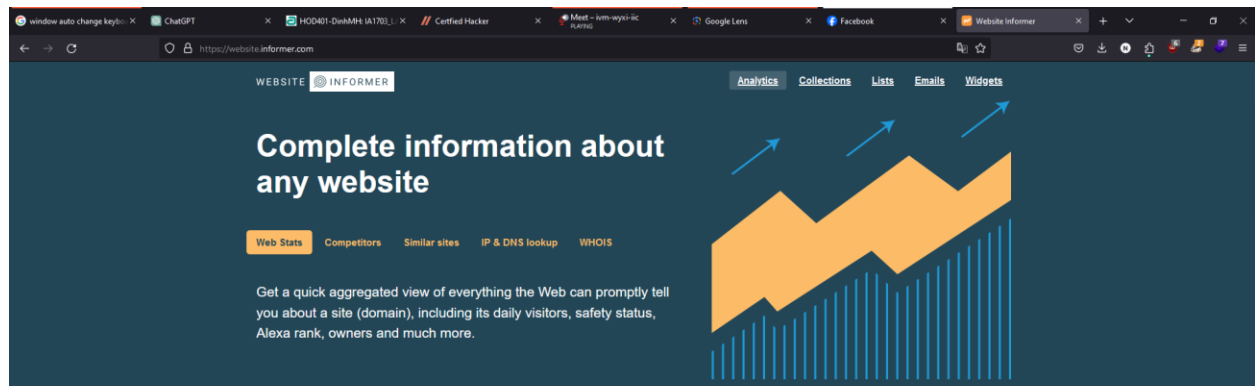 window auto change keybo
ChatGPT
HOD401-DinhMH: IA1703_L
Certfied Hacker
Meet – ivm-wyxi-iic
PLAYING
Google Lens
Facebook
Website Informer
https://website.informer.com
WEBSITE INFORMER
Analytics Collections Lists Emails Widgets
Complete information about
any website
Web Stats Competitors Similar sites IP & DNS lookup WHOIS
Get a quick aggregated view of everything the Web can promptly tell
you about a site (domain), including its daily visitors, safety status,
Alexa rank, owners and much more.